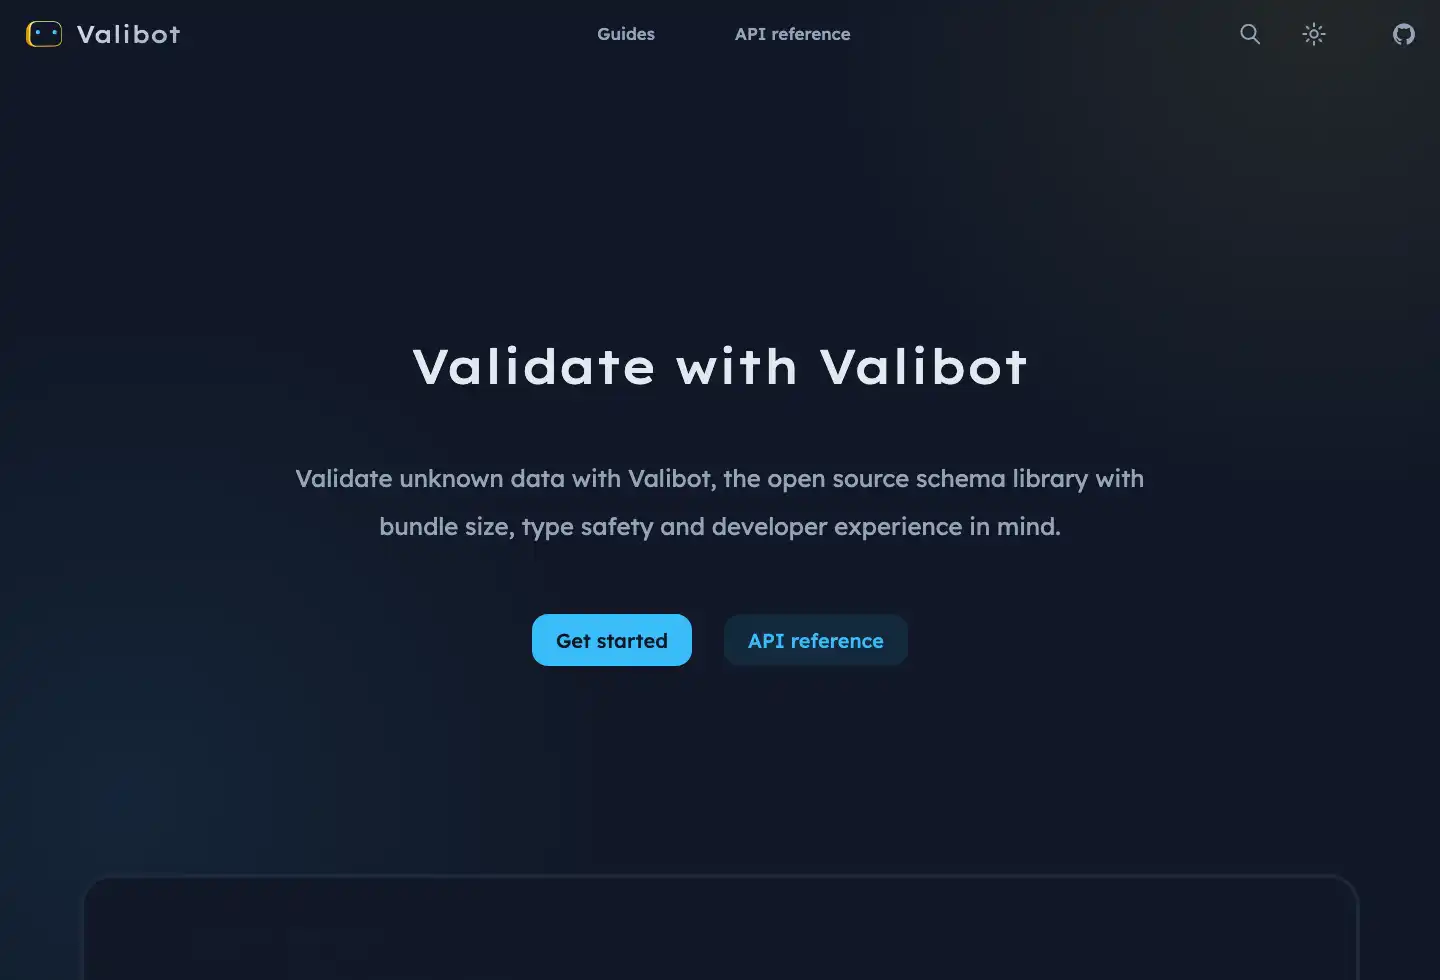 Valibot
Guides
API reference
Validate with Valibot
Validate unknown data with Valibot, the open source schema library with
bundle size, type safety and developer experience in mind.
Get started
API reference